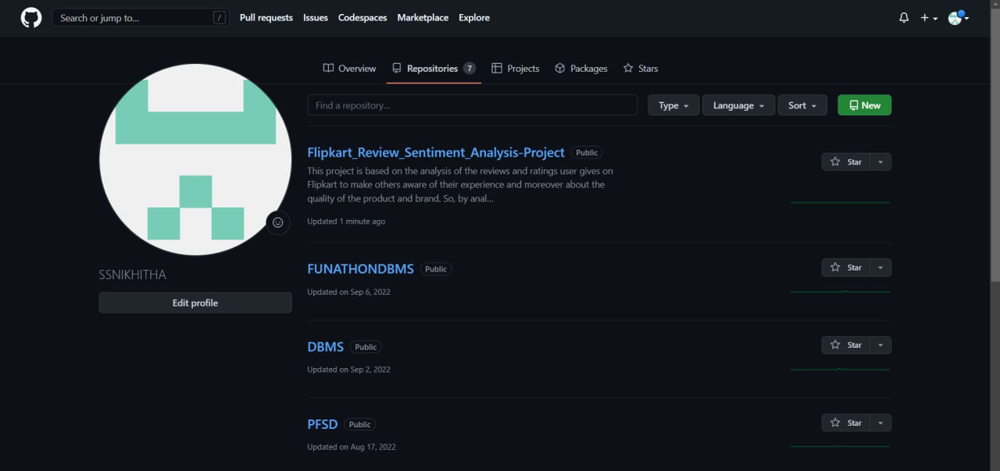 Search or jump to... / Pull requests Issues Codespaces Marketplace Explore
Overview Repositories 7 Projects Packages Stars
Find a repository... Type Language Sort New
Flipkart_Review_Sentiment_Analysis-Project Public
Star
This project is based on the analysis of the reviews and ratings user gives on
Flipkart to make others aware of their experience and moreover about the
quality of the product and brand. So, by anal...
Updated 1 minute ago
SSNIKHITHA
Edit profile
FUNATHONDBMS Public
Star
Updated on Sep 6, 2022
DBMS Public
Star
Updated on Sep 2, 2022
PFSD Public
Star
Updated on Aug 17, 2022